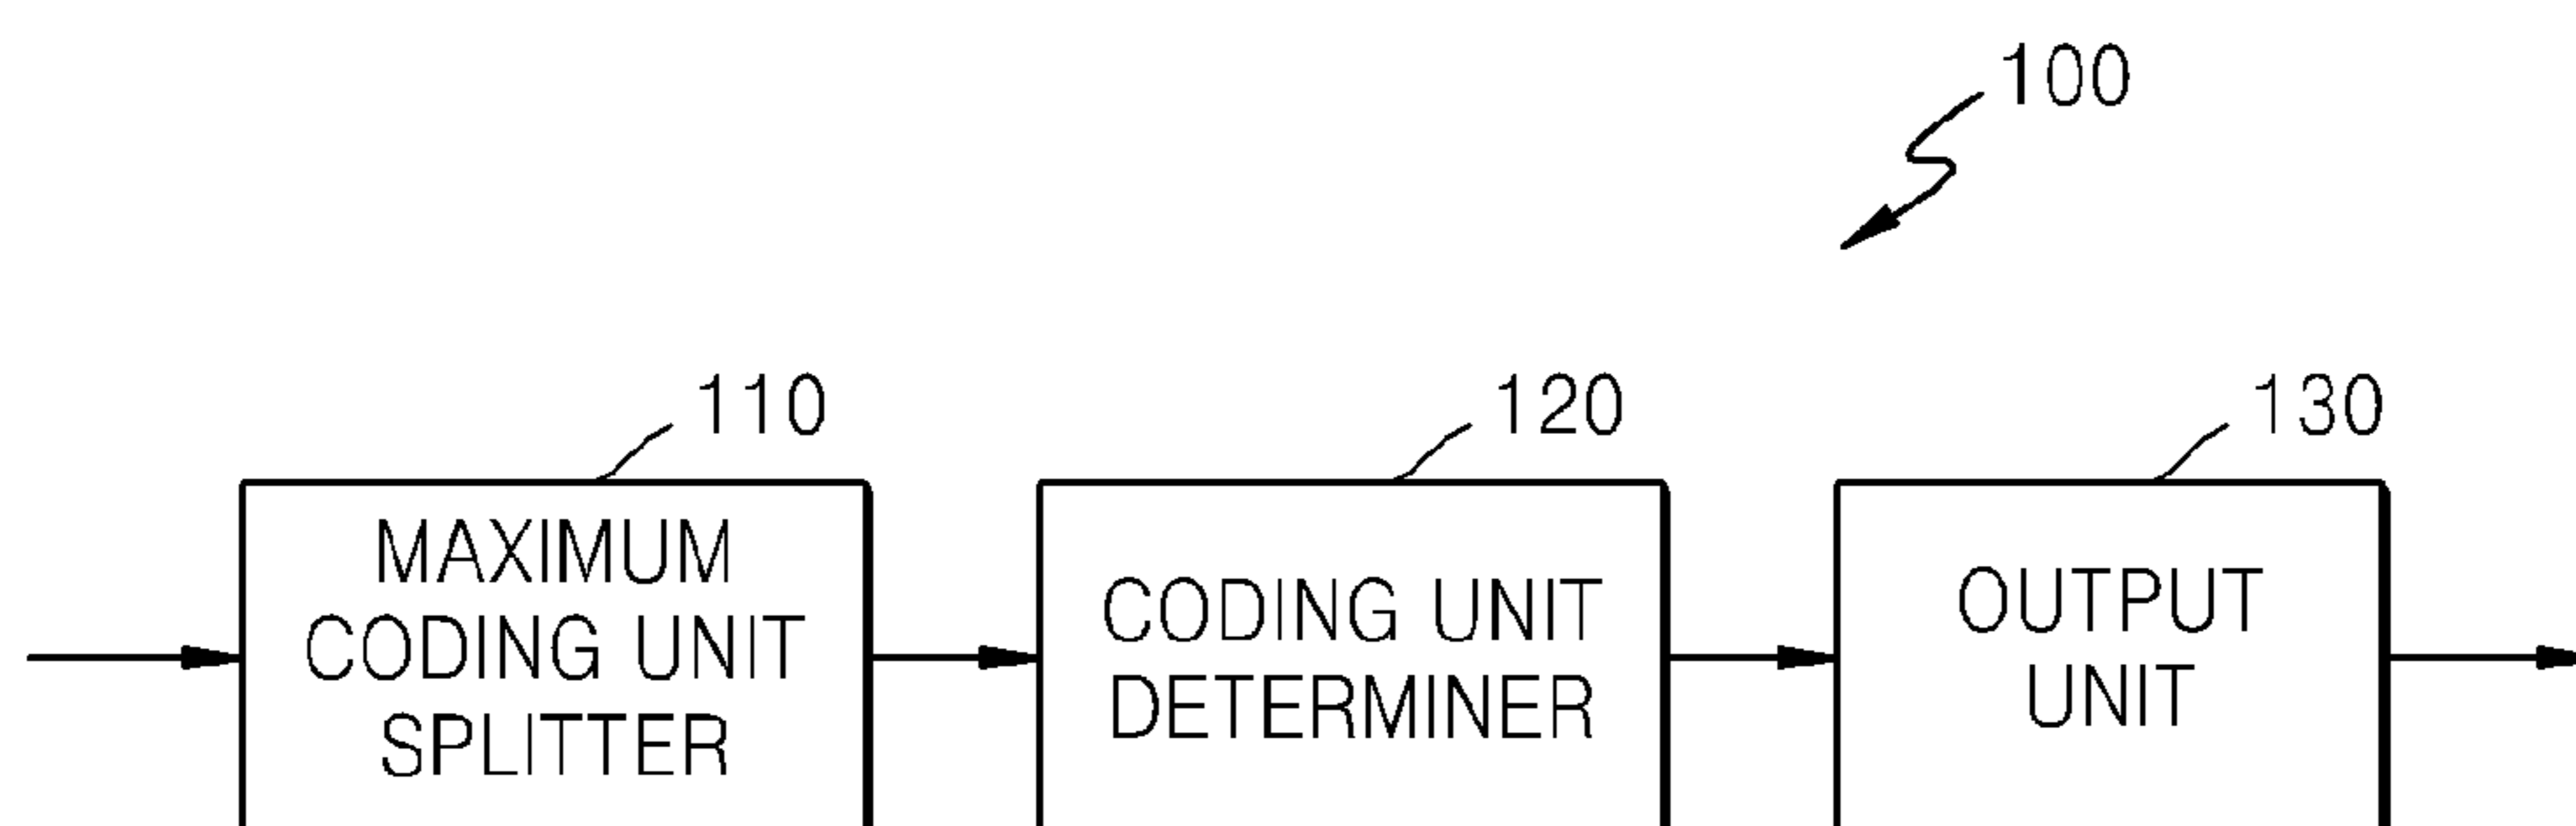 100
110
120
130
MAXIMUM
CODING UNIT
SPLITTER
CODING UNIT
DETERMINER
OUTPUT
UNIT